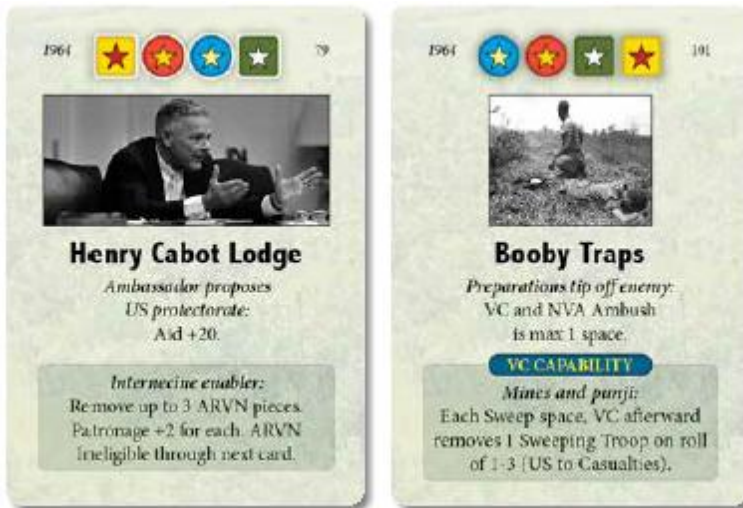 1964
79
Henry Cabot Lodge
Ambassador proposes
US protectorate:
Aid +20.
Internecine enabler:
Remove up to 3 ARVN pieces.
Patronage +2 for each. ARVN
Ineligible through next card.
1964
101
Booby Traps
Preparations tip off enemy:
VC and NVA Ambush
is max 1 space.
VC CAPABILITY
Mines and punji:
Each Sweep space, VC afterward
removes 1 Sweeping Troop on roll
of 1-3 (US to Casualties).